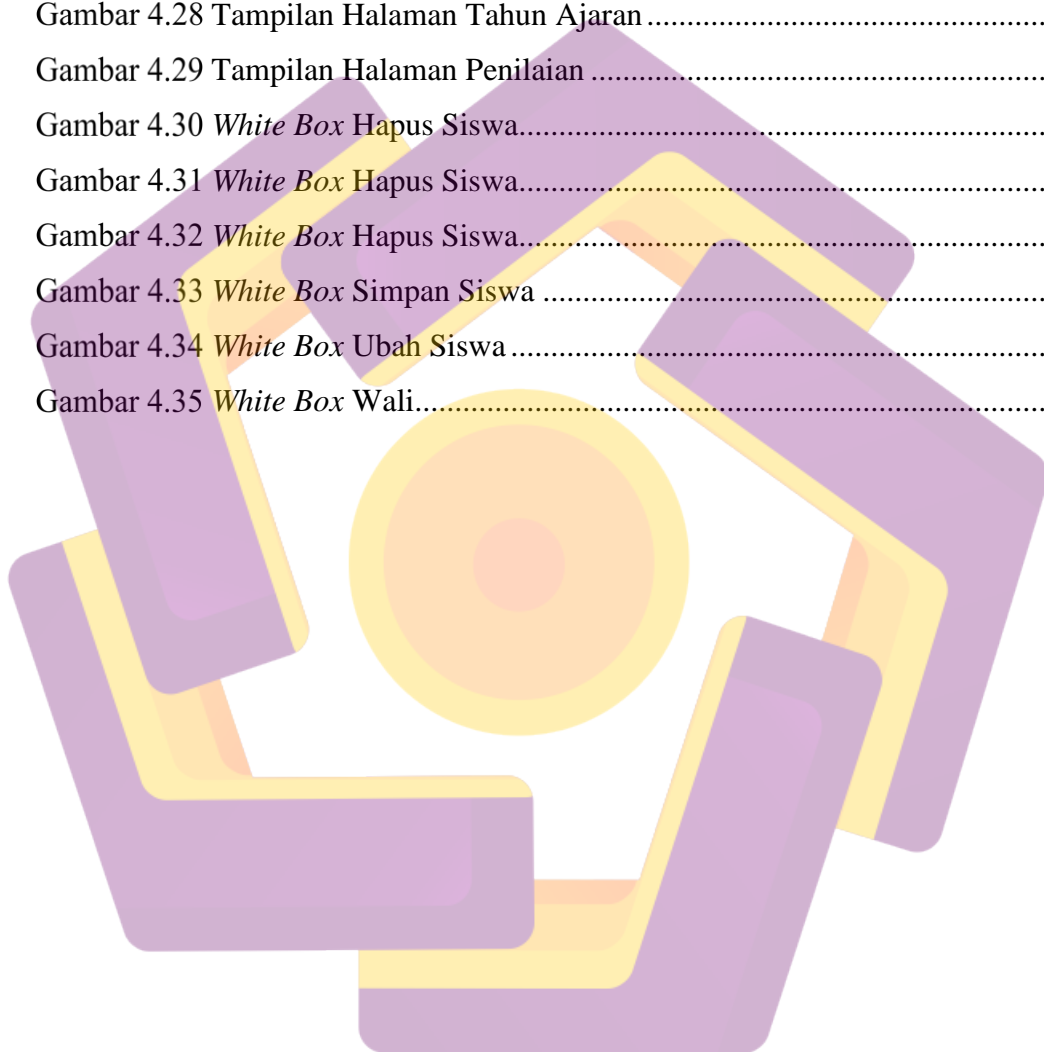 Gambar 4.28 Tampilan Halaman Tahun Ajaran ................................................
Gambar 4.29 Tampilan Halaman Penilaian .......................................................
Gambar 4.30 White Box Hapus Siswa................................................................
Gambar 4.31 White Box Hapus Siswa................................................................
Gambar 4.32 White Box Hapus Siswa................................................................
Gambar 4.33 White Box Simpan Siswa .............................................................
Gambar 4.34 White Box Ubah Siswa .................................................................
Gambar 4.35 White Box Wali.............................................................................